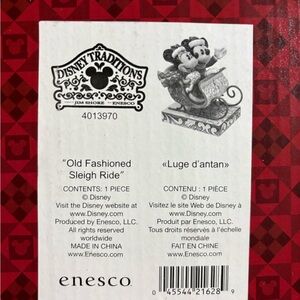 DISNEY TRADITIONS
JIM SHORE ENESCO
4013970
"Old Fashioned
Sleigh Ride"
CONTENTS: 1 PIECE
© Disney
Visit the Disney website at
www.Disney.com
Produced by Enesco, LLC.
All rights reserved
worldwide
MADE IN CHINA
www.Enesco.com
enesco
«Luge d'antan»
CONTENU : 1 PIÈCE
© Disney
Visitez le site Web de Disney à
www.Disney.com
Produit par Enesco, LLC.
Tous droits réservés à l'échelle
mondiale
FAIT EN CHINE
www.Enesco.com
0 45544 21628 9